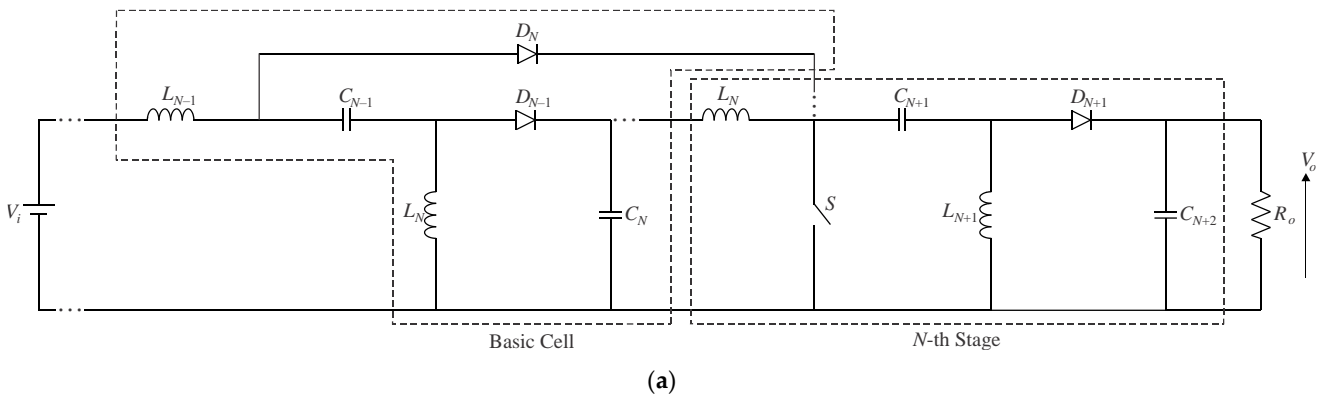 D_N
L_{N–1}
C_{N–1}
D_{N–1}
L_N
C_{N+1}
D_{N+1}
V_i
L_N
C_N
S
L_{N+1}
C_{N+2}
R_o
V_o
Basic Cell
N-th Stage
(a)